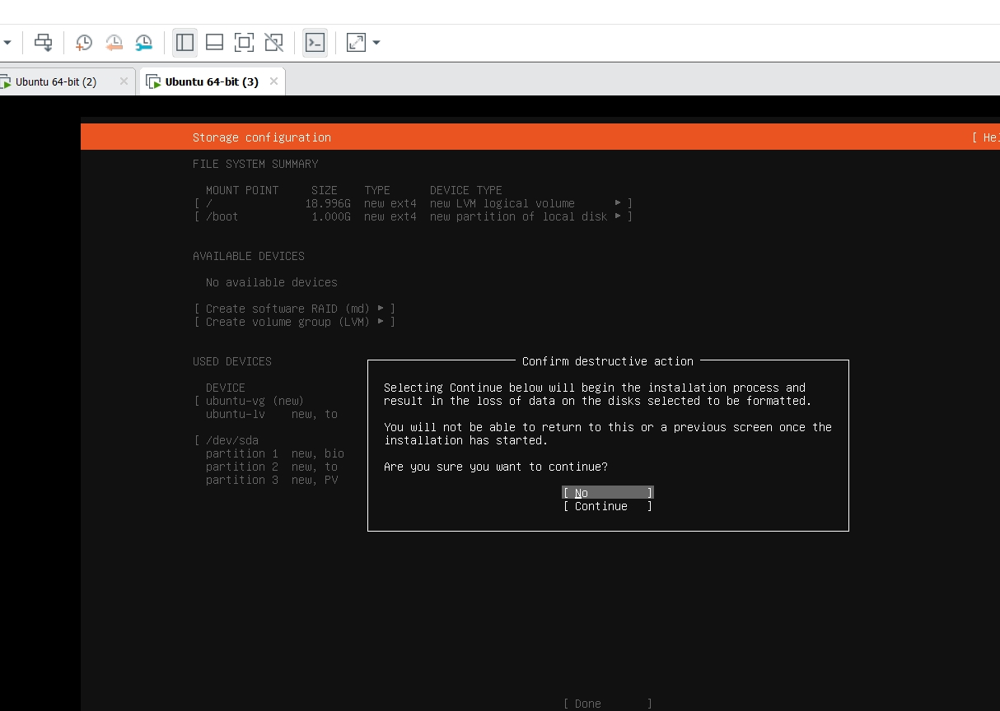 Ubuntu 64-bit (2)
Ubuntu 64-bit (3)
Storage configuration [ Hel
FILE SYSTEM SUMMARY
MOUNT POINT SIZE TYPE DEVICE TYPE
[ / 18.996G new ext4 new LVM logical volume ▸ ]
[ /boot 1.000G new ext4 new partition of local disk ▸ ]
AVAILABLE DEVICES
No available devices
[ Create software RAID (md) ▸ ]
[ Create volume group (LVM) ▸ ]
USED DEVICES
DEVICE
[ ubuntu-vg (new)
ubuntu-lv new, to
[ /dev/sda
partition 1 new, bio
partition 2 new, to
partition 3 new, PV
Confirm destructive action
Selecting Continue below will begin the installation process and
result in the loss of data on the disks selected to be formatted.
You will not be able to return to this or a previous screen once the
installation has started.
Are you sure you want to continue?
[ No ]
[ Continue ]
[ Done ]